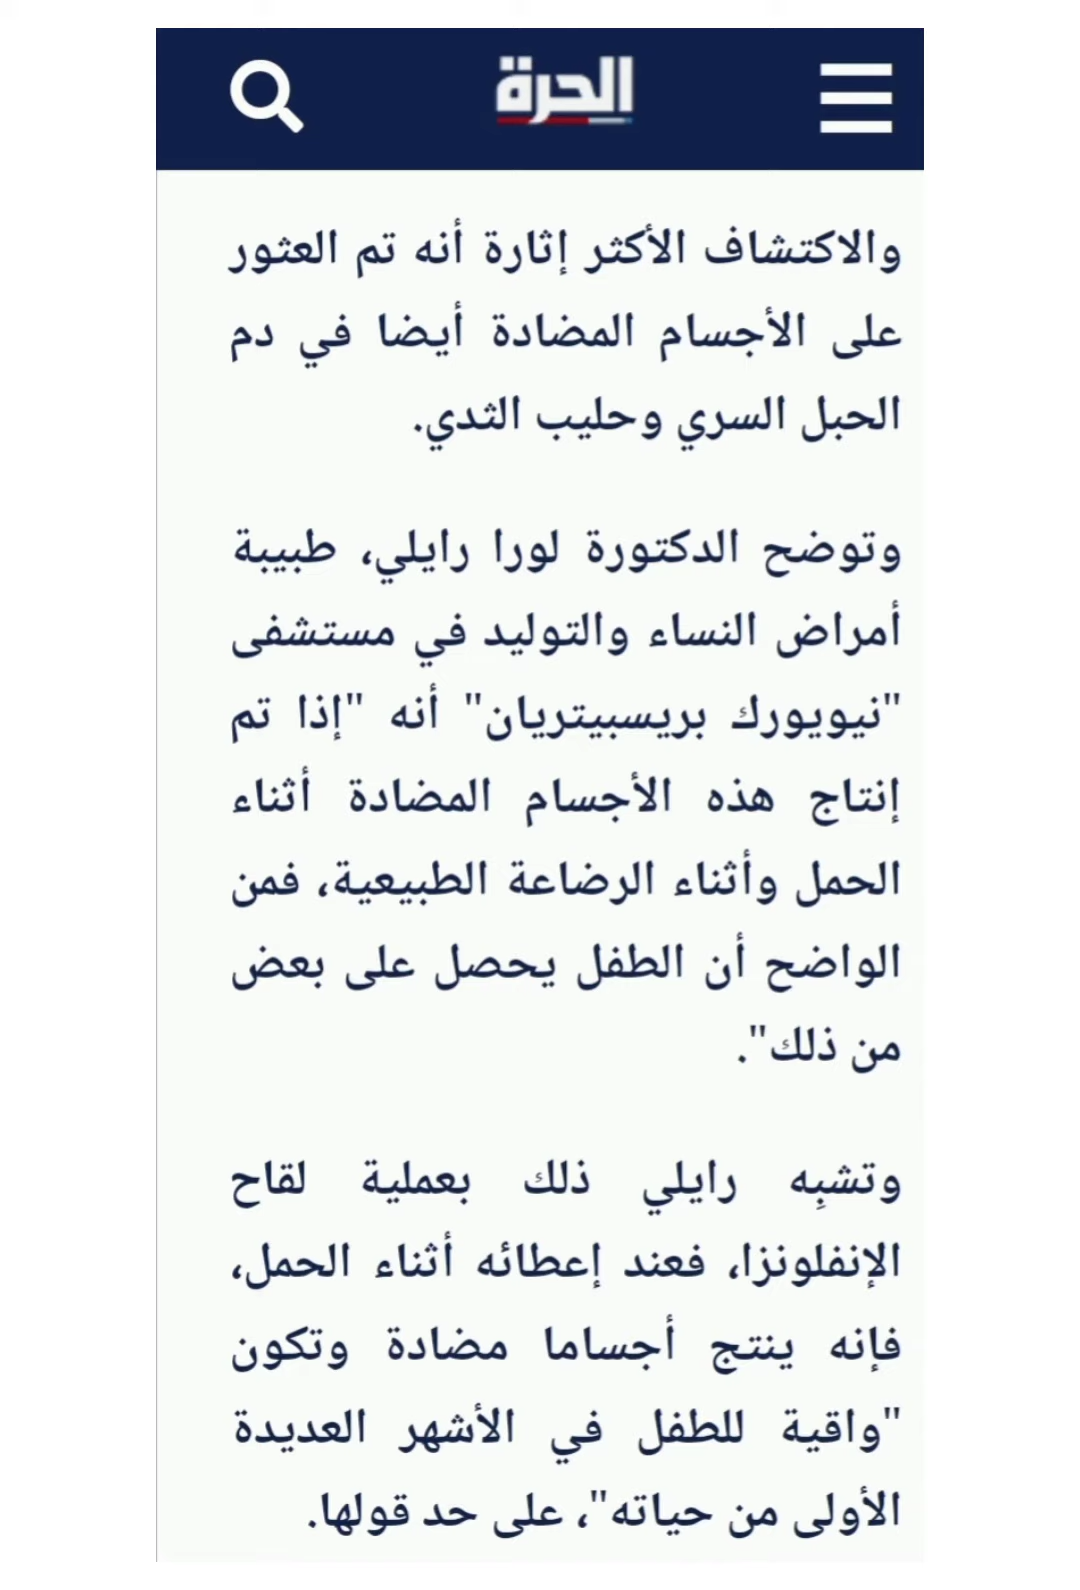 الحرة
والاكتشاف الأكثر إثارة أنه تم العثور
على الأجسام المضادة أيضا في دم
الحبل السري وحليب الثدي.
وتوضح الدكتورة لورا رايلي، طبيبة
أمراض النساء والتوليد في مستشفى
"نيويورك بريسبيتريان" أنه "إذا تم
إنتاج هذه الأجسام المضادة أثناء
الحمل وأثناء الرضاعة الطبيعية، فمن
الواضح أن الطفل يحصل على بعض
من ذلك".
وتشبِه رايلي ذلك بعملية لقاح
الإنفلونزا، فعند إعطائه أثناء الحمل،
فإنه ينتج أجساما مضادة وتكون
"واقية للطفل في الأشهر العديدة
الأولى من حياته"، على حد قولها.